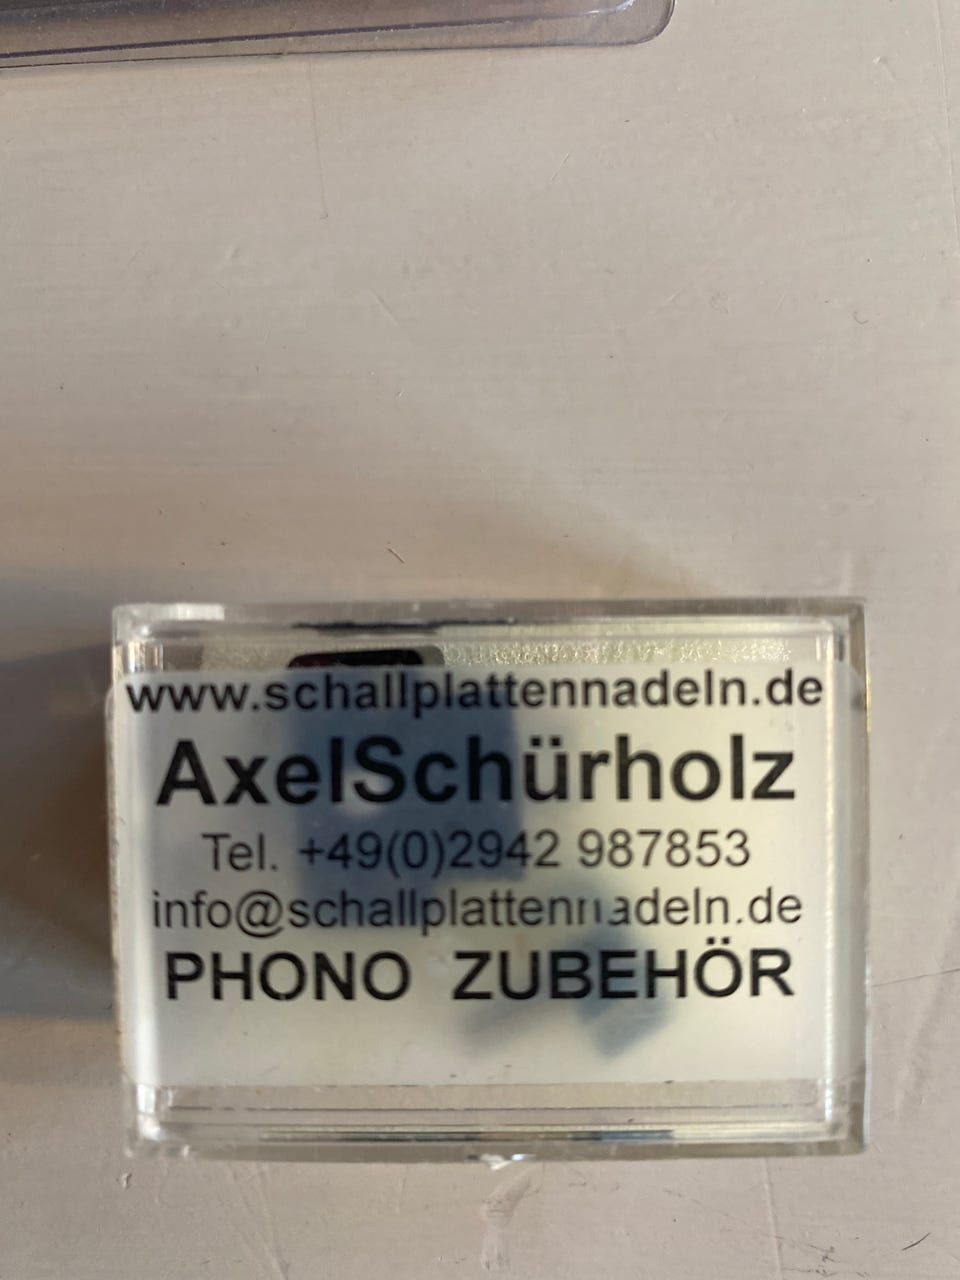 www.schallplattennadeln.de
AxelSchürholz
Tel. +49(0)2942 987853
info@schallplattennadeln.de
PHONO ZUBEHÖR